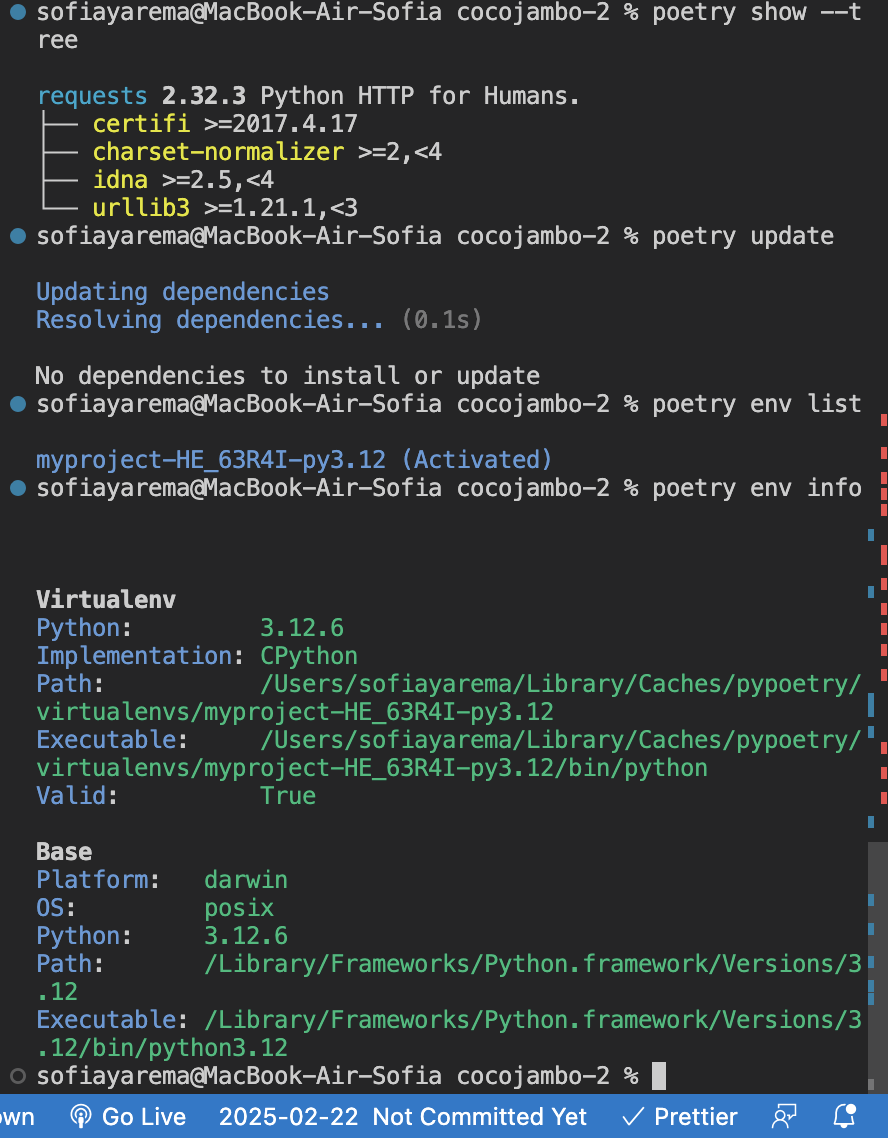 sofiayarema@MacBook-Air-Sofia cocojambo-2 % poetry show --t
ree
requests 2.32.3 Python HTTP for Humans.
├── certifi >=2017.4.17
├── charset-normalizer >=2,<4
├── idna >=2.5,<4
└── urllib3 >=1.21.1,<3
sofiayarema@MacBook-Air-Sofia cocojambo-2 % poetry update
Updating dependencies
Resolving dependencies... (0.1s)
No dependencies to install or update
sofiayarema@MacBook-Air-Sofia cocojambo-2 % poetry env list
myproject-HE_63R4I-py3.12 (Activated)
sofiayarema@MacBook-Air-Sofia cocojambo-2 % poetry env info
Virtualenv
Python: 3.12.6
Implementation: CPython
Path: /Users/sofiayarema/Library/Caches/pypoetry/
virtualenvs/myproject-HE_63R4I-py3.12
Executable: /Users/sofiayarema/Library/Caches/pypoetry/
virtualenvs/myproject-HE_63R4I-py3.12/bin/python
Valid: True
Base
Platform: darwin
OS: posix
Python: 3.12.6
Path: /Library/Frameworks/Python.framework/Versions/3
.12
Executable: /Library/Frameworks/Python.framework/Versions/3
.12/bin/python3.12
sofiayarema@MacBook-Air-Sofia cocojambo-2 %
own Go Live 2025-02-22 Not Committed Yet Prettier